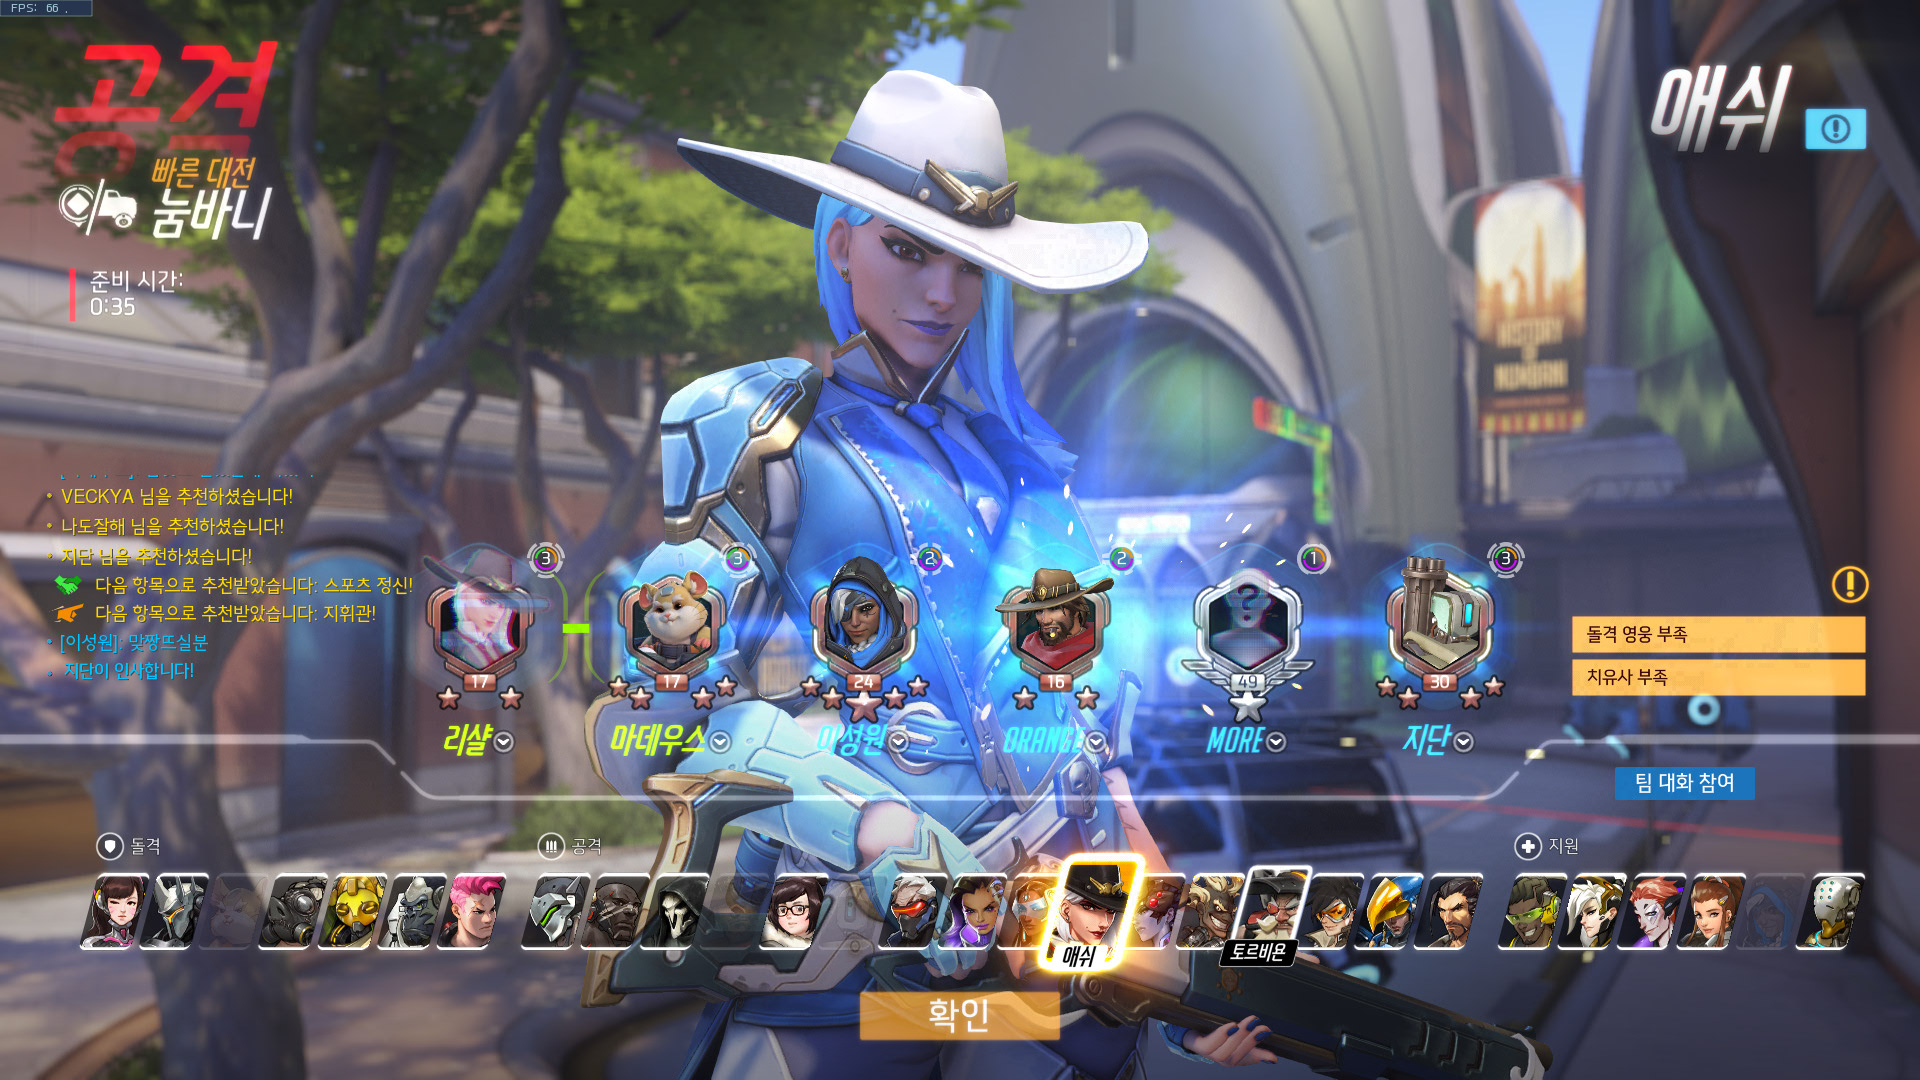 FPS: 66 .
공격
빠른 대전
눔바니
준비 시간:
0:35
애쉬
HISTORY
OF
NUMBANI
VECKYA 님을 추천하셨습니다!
나도잘해 님을 추천하셨습니다!
지단 님을 추천하셨습니다!
다음 항목으로 추천받았습니다: 스포츠 정신!
다음 항목으로 추천받았습니다: 지휘관!
[이성원]: 맞짱뜨실분
지단이 인사합니다!
3 3 2 2 1 3
17 17 24 16 49 30
리샬 아데우스 이성원 ORANGE MORE 지단
돌격 영웅 부족
치유사 부족
팀 대화 참여
돌격 공격 지원
애쉬
토르비욘
확인